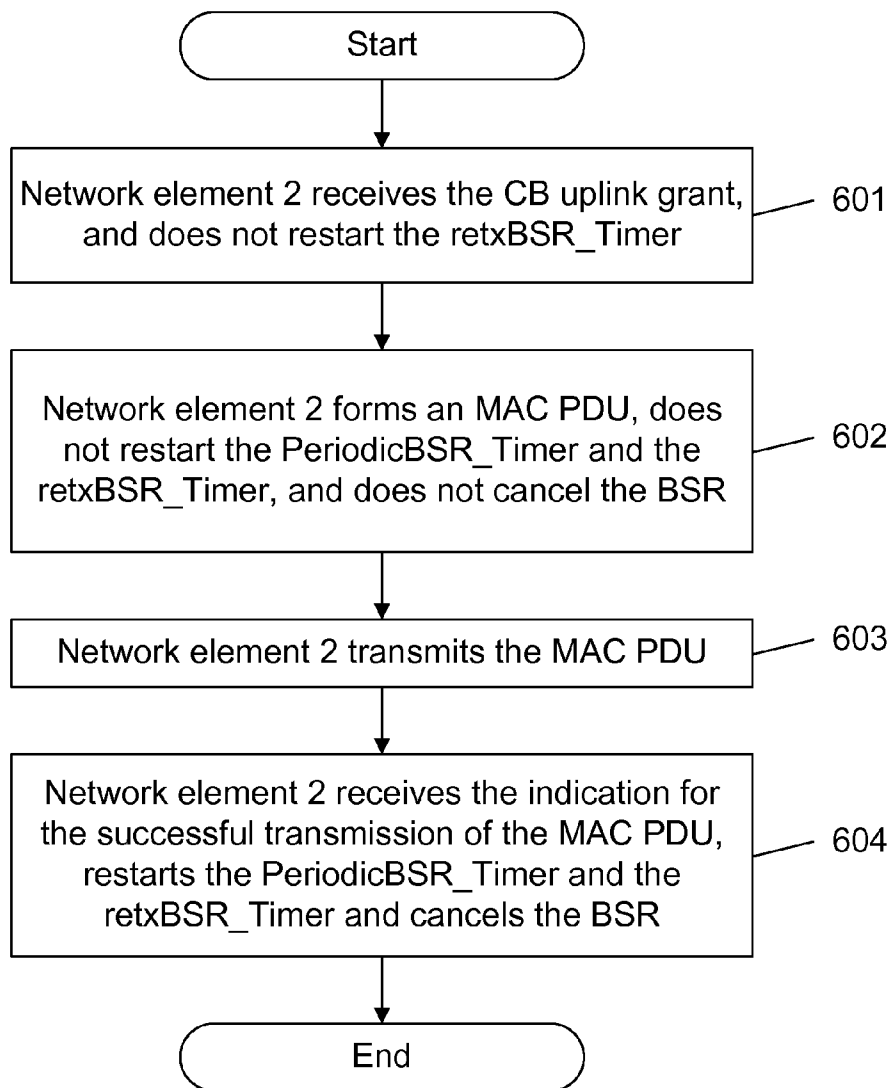 Start
Network element 2 receives the CB uplink grant,
and does not restart the retxBSR_Timer
601
Network element 2 forms an MAC PDU, does
not restart the PeriodicBSR_Timer and the
retxBSR_Timer, and does not cancel the BSR
602
Network element 2 transmits the MAC PDU
603
Network element 2 receives the indication for
the successful transmission of the MAC PDU,
restarts the PeriodicBSR_Timer and the
retxBSR_Timer and cancels the BSR
604
End